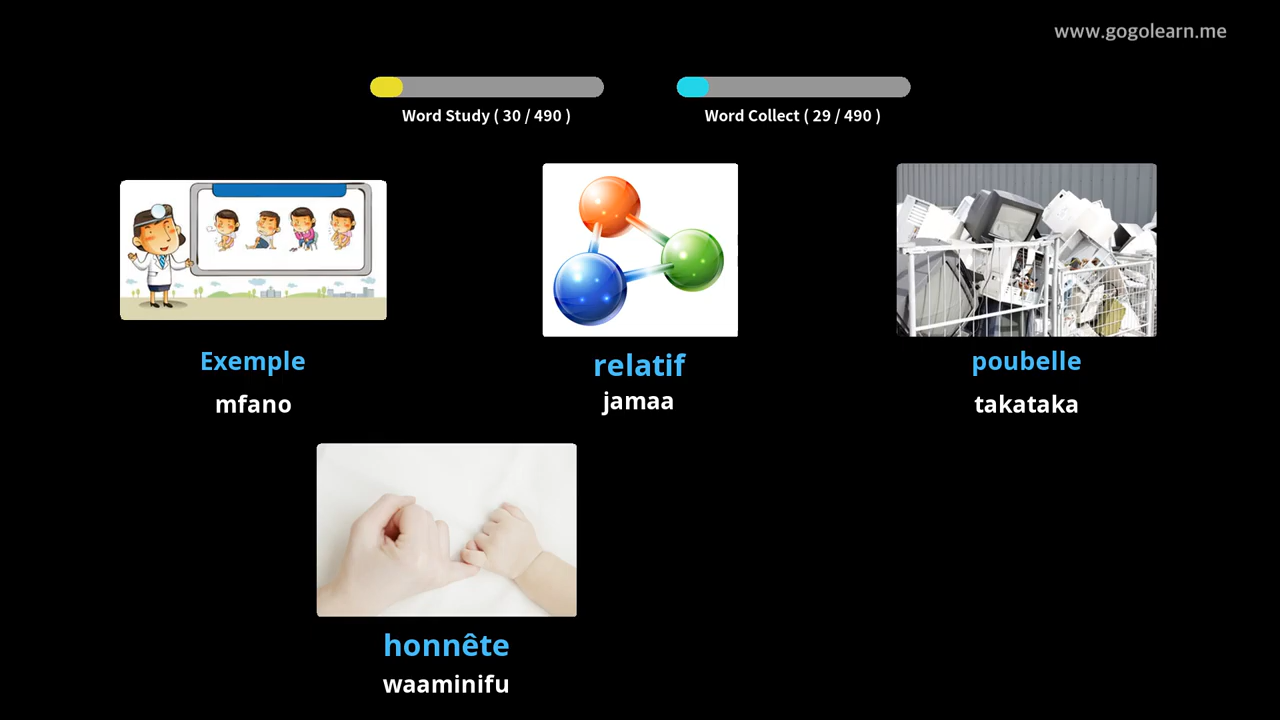 www.gogolearn.me
Word Study ( 30 / 490 )
Word Collect ( 29 / 490 )
Exemple
mfano
relatif
jamaa
poubelle
takataka
honnête
waaminifu